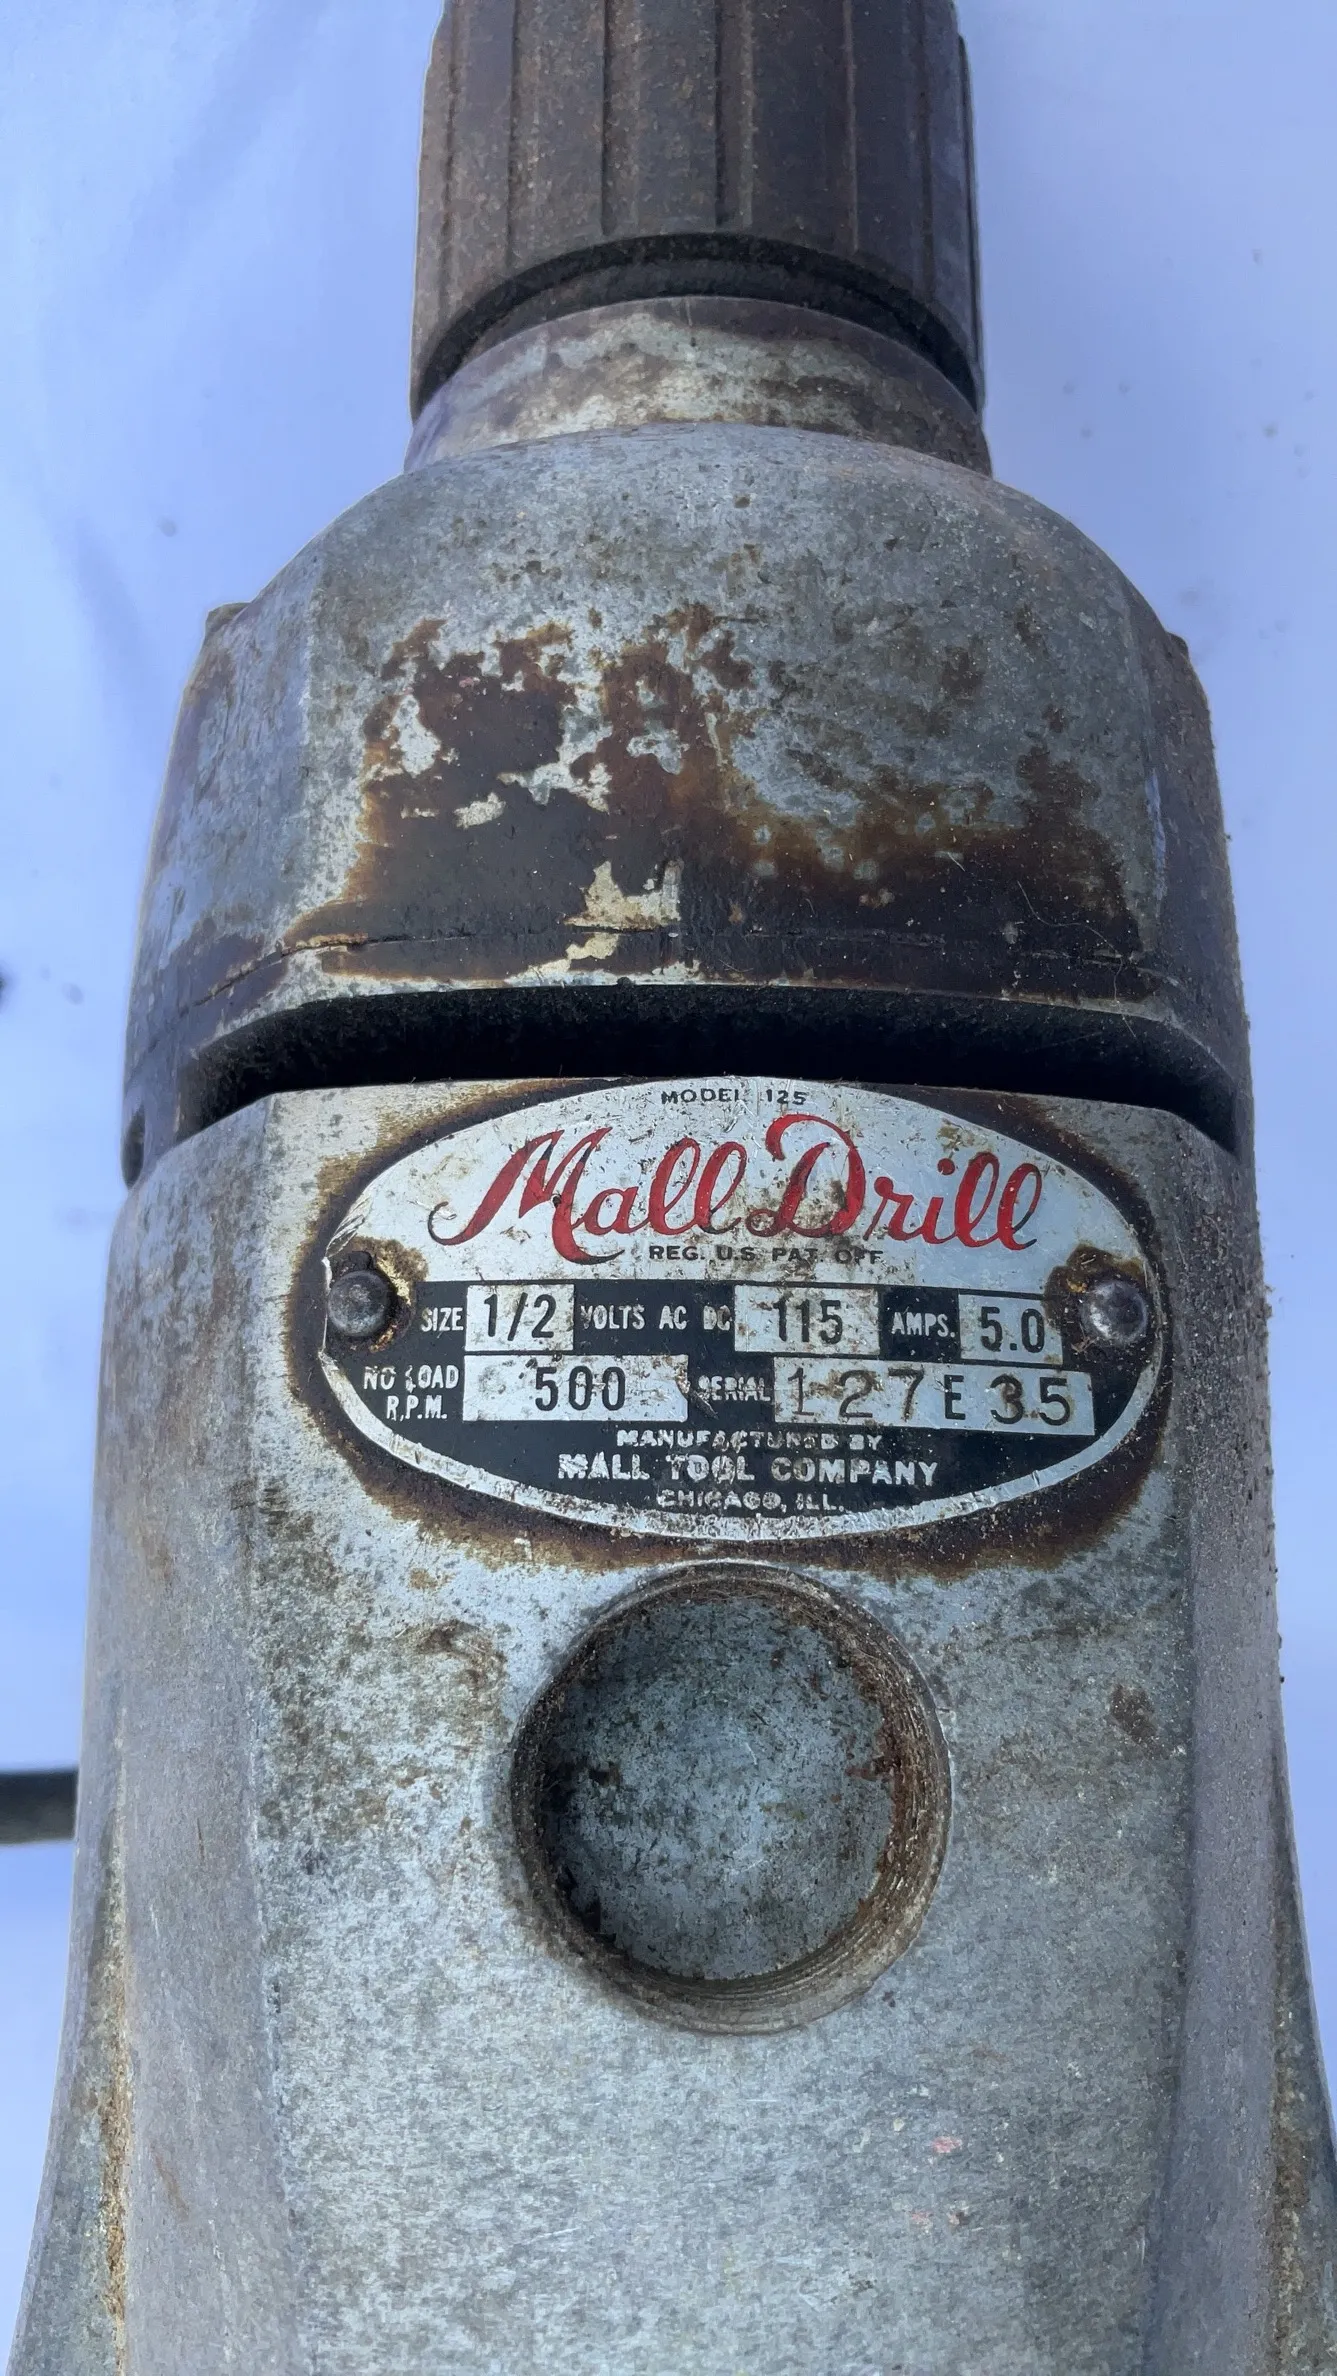 MODEL 125
Mall Drill
REG. U.S. PAT. OFF.
SIZE 1/2 VOLTS AC DC 115 AMPS. 5.0
NO LOAD R.P.M. 500 SERIAL 127E35
MANUFACTURED BY
MALL TOOL COMPANY
CHICAGO, ILL.